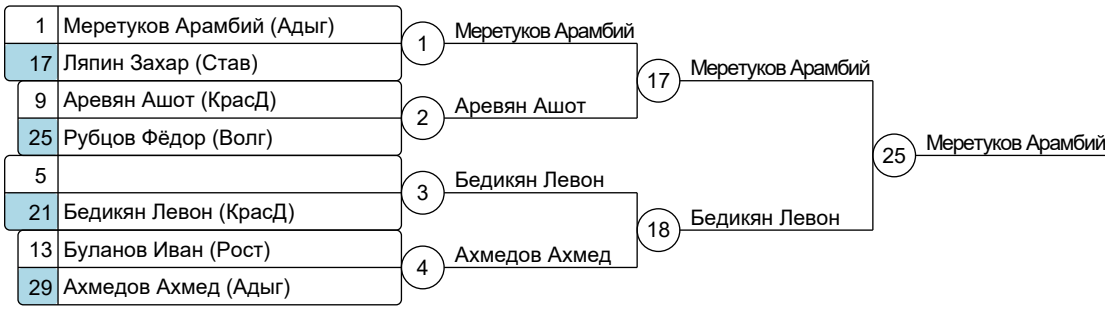 1 Меретуков Арамбий (Адыг)
17 Ляпин Захар (Став)
9 Аревян Ашот (КрасД)
25 Рубцов Фёдор (Волг)
5
21 Бедикян Левон (КрасД)
13 Буланов Иван (Рост)
29 Ахмедов Ахмед (Адыг)
1 Меретуков Арамбий
2 Аревян Ашот
3 Бедикян Левон
4 Ахмедов Ахмед
17 Меретуков Арамбий
18 Бедикян Левон
25 Меретуков Арамбий